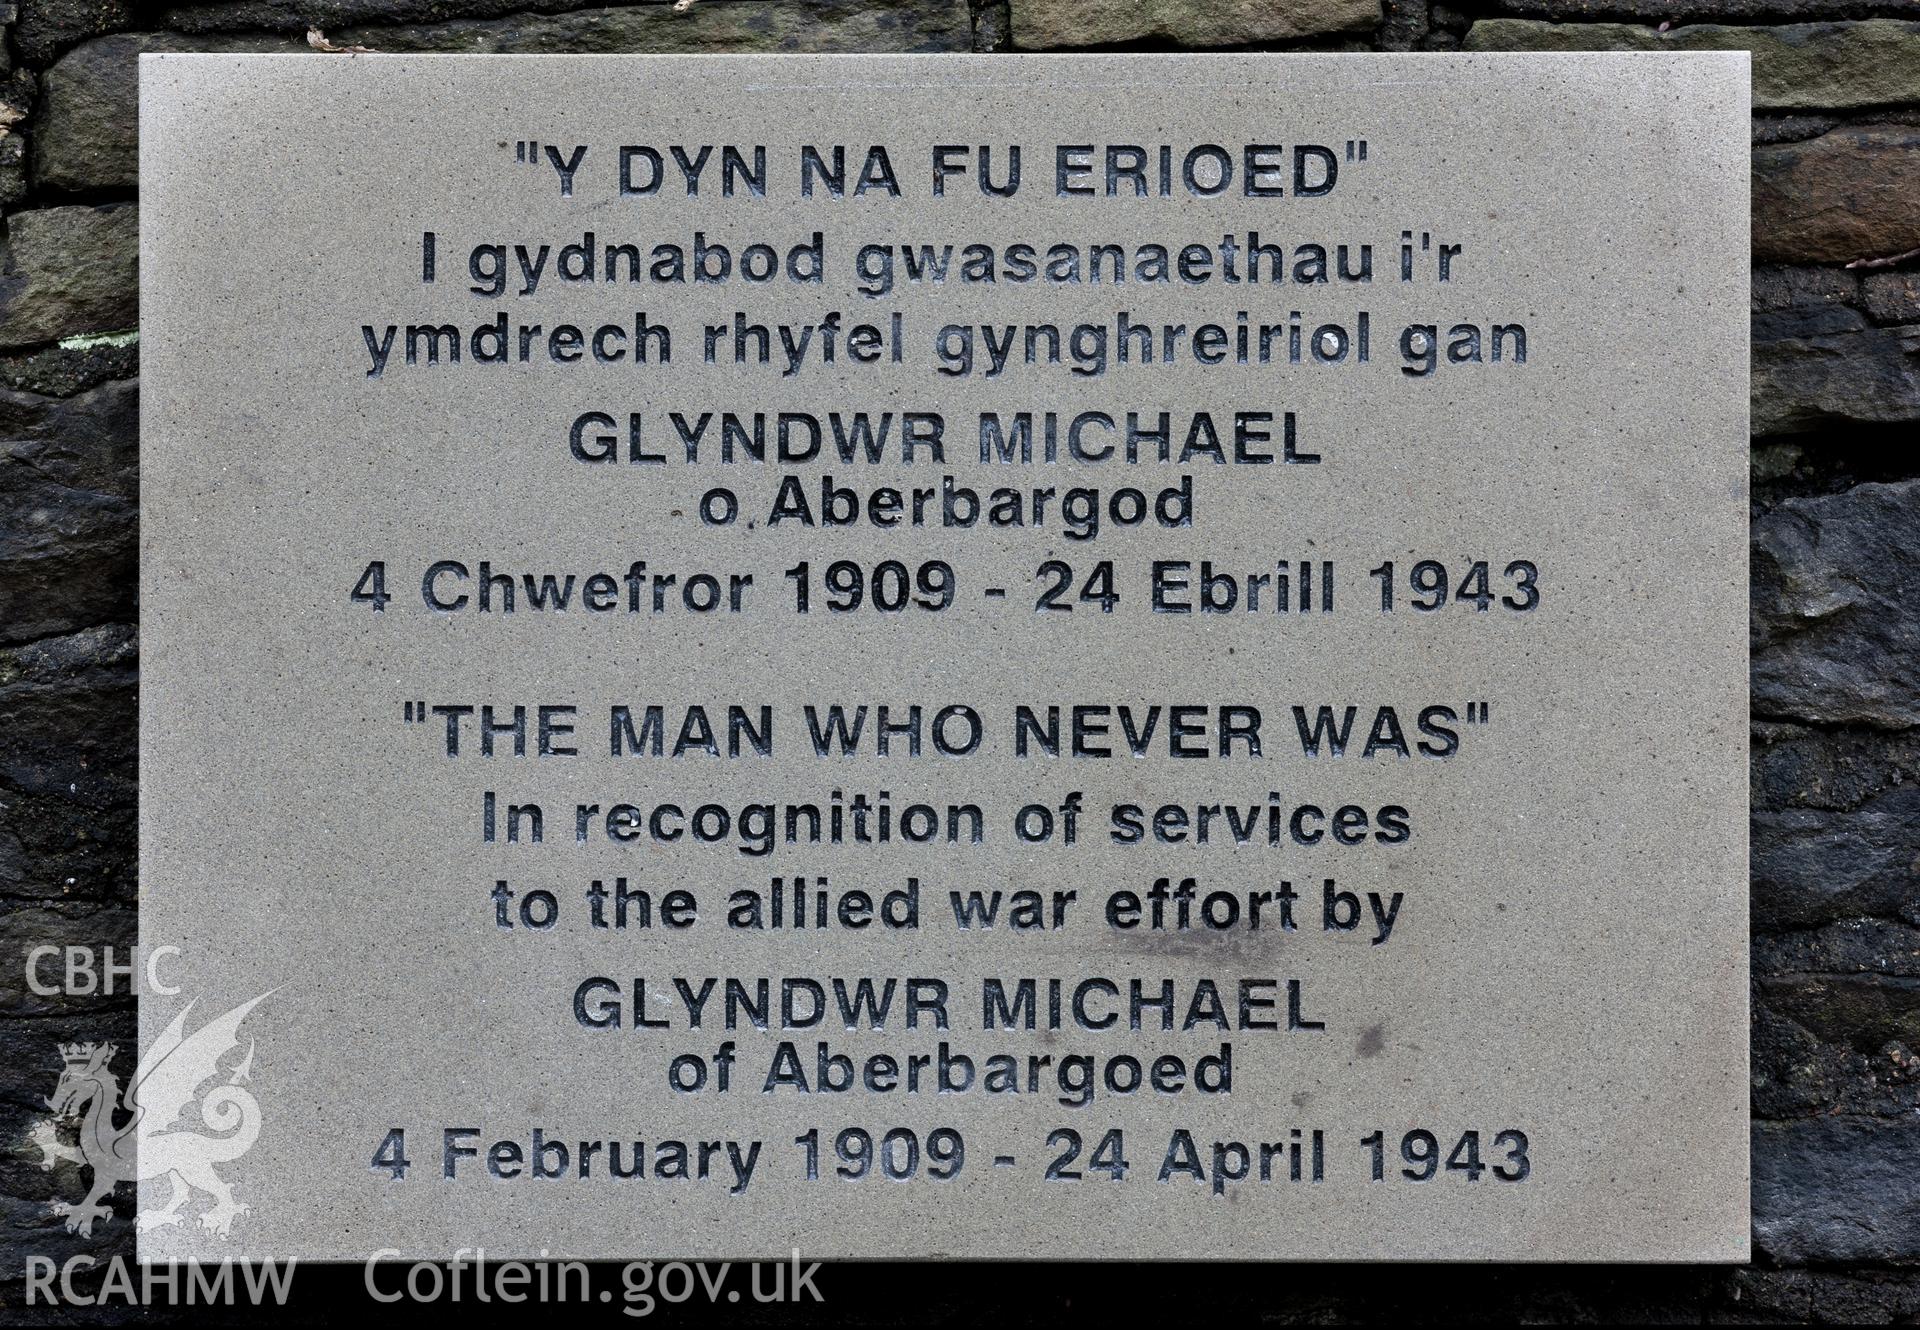 "Y DYN NA FU ERIOED"
I gydnabod gwasanaethau i'r
ymdrech rhyfel gynghreiriol gan
GLYNDWR MICHAEL
o Aberbargod
4 Chwefror 1909 - 24 Ebrill 1943
"THE MAN WHO NEVER WAS"
In recognition of services
to the allied war effort by
GLYNDWR MICHAEL
of Aberbargoed
4 February 1909 - 24 April 1943
CBHC
RCAHMW Coflein.gov.uk